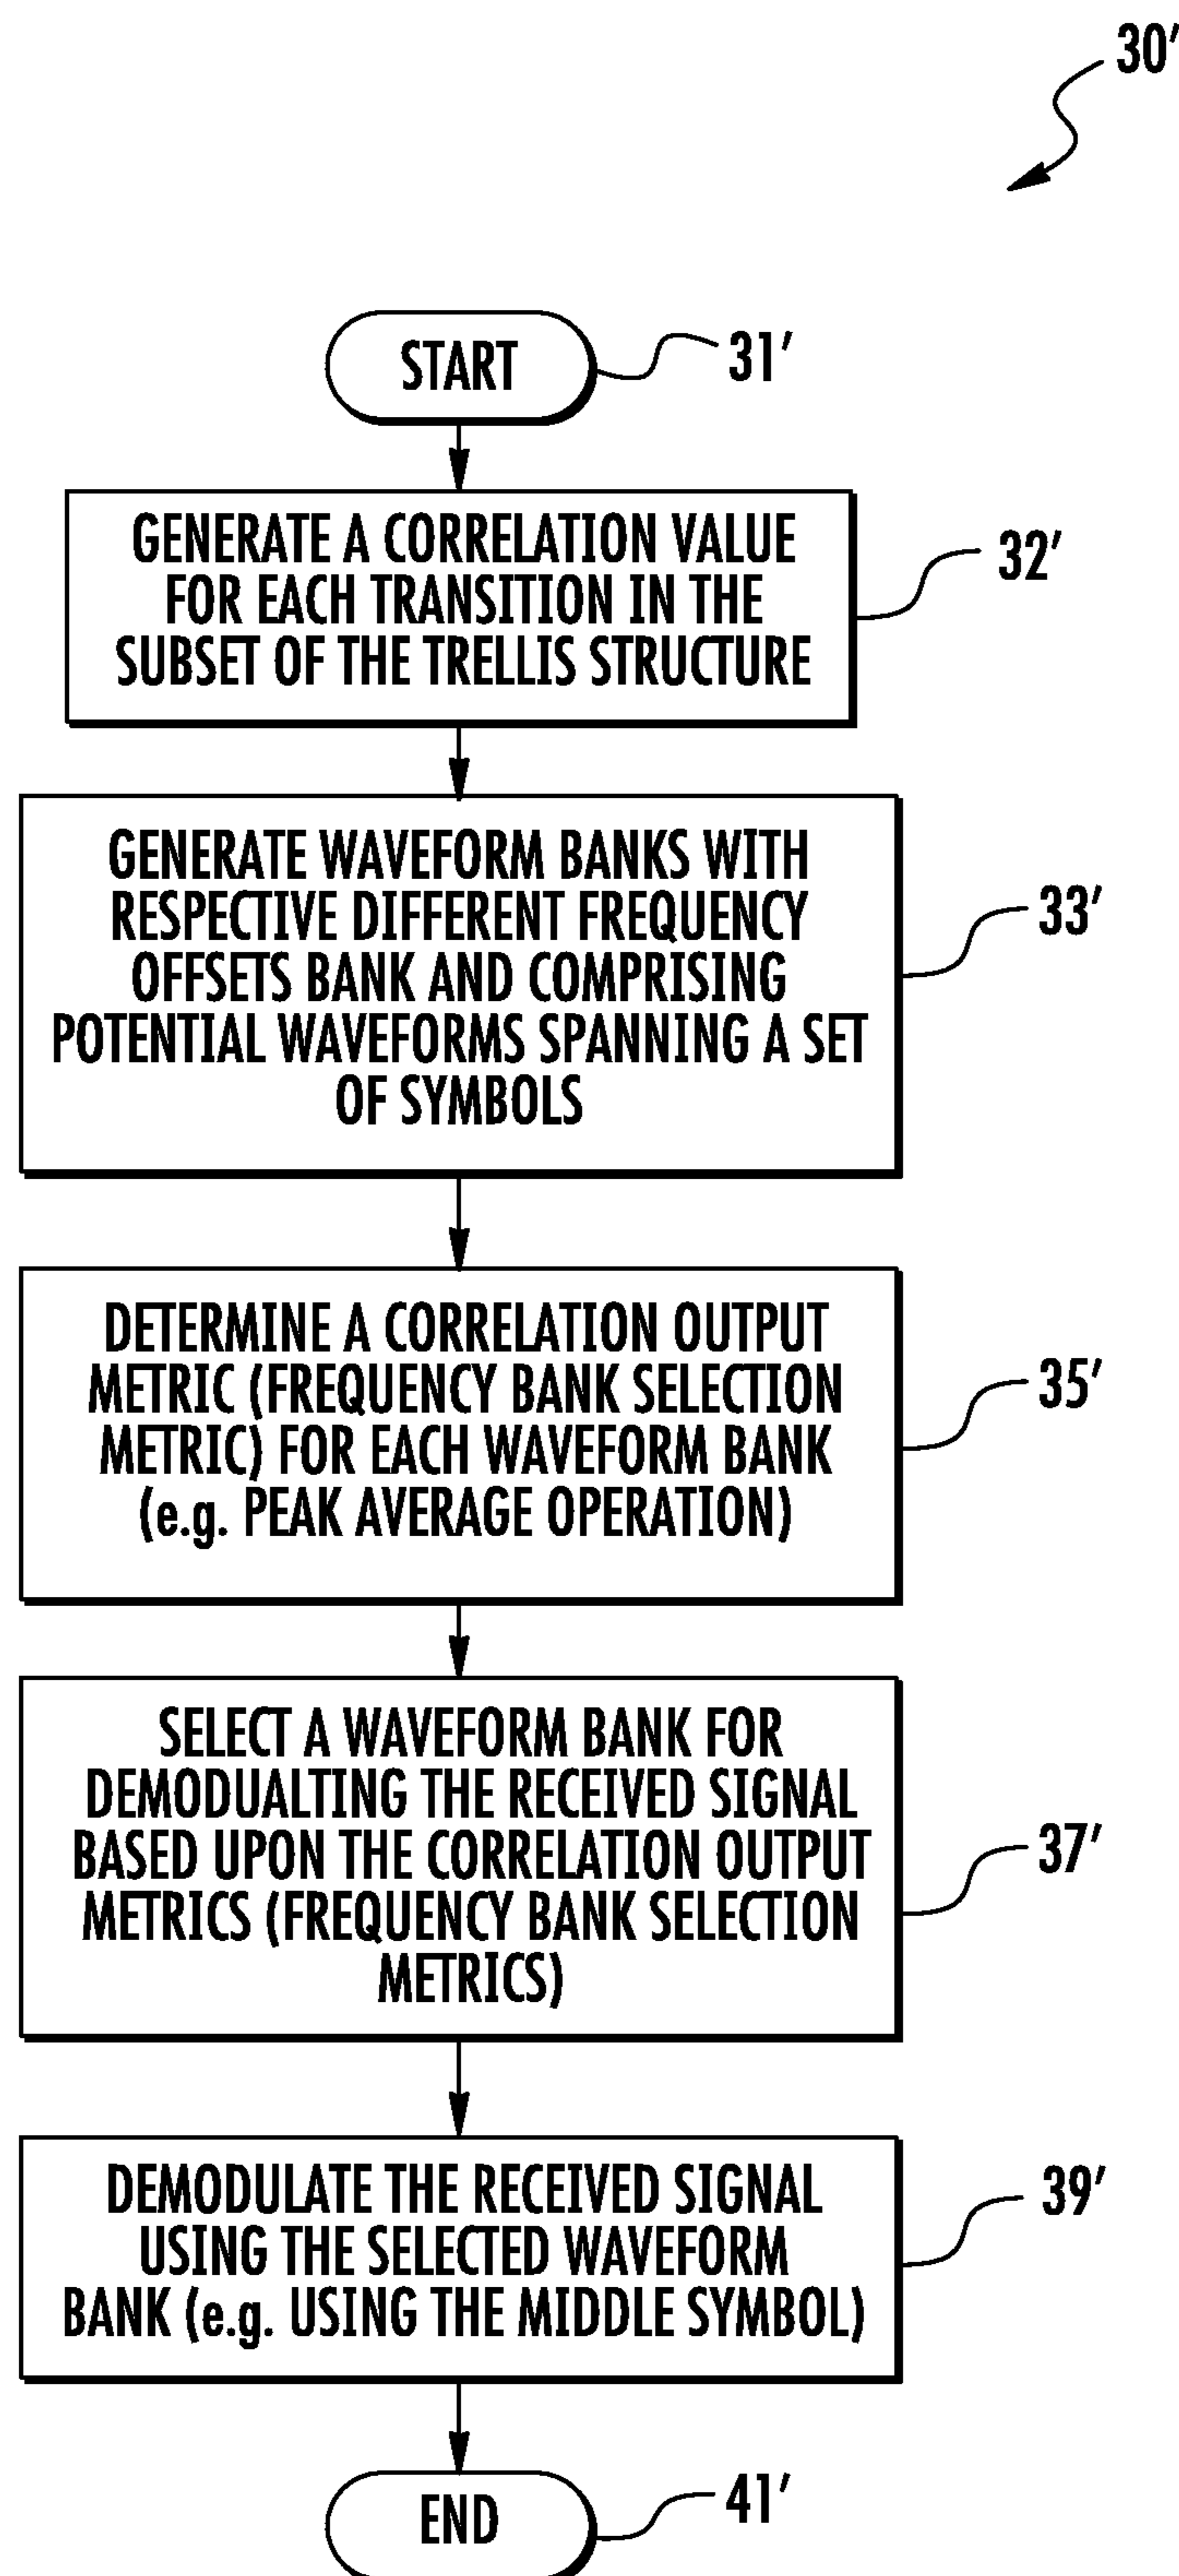 30′
START
31′
GENERATE A CORRELATION VALUE
FOR EACH TRANSITION IN THE
SUBSET OF THE TRELLIS STRUCTURE
32′
GENERATE WAVEFORM BANKS WITH
RESPECTIVE DIFFERENT FREQUENCY
OFFSETS BANK AND COMPRISING
POTENTIAL WAVEFORMS SPANNING A SET
OF SYMBOLS
33′
DETERMINE A CORRELATION OUTPUT
METRIC (FREQUENCY BANK SELECTION
METRIC) FOR EACH WAVEFORM BANK
(e.g. PEAK AVERAGE OPERATION)
35′
SELECT A WAVEFORM BANK FOR
DEMODUALTING THE RECEIVED SIGNAL
BASED UPON THE CORRELATION OUTPUT
METRICS (FREQUENCY BANK SELECTION
METRICS)
37′
DEMODULATE THE RECEIVED SIGNAL
USING THE SELECTED WAVEFORM
BANK (e.g. USING THE MIDDLE SYMBOL)
39′
END
41′